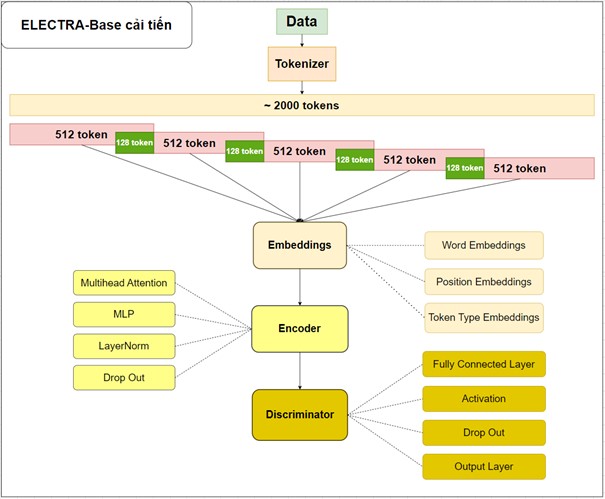 ELECTRA-Base cải tiến
Data
Tokenizer
~ 2000 tokens
512 token
128 token
512 token
128 token
512 token
128 token
512 token
128 token
512 token
Embeddings
Word Embeddings
Position Embeddings
Token Type Embeddings
Multihead Attention
MLP
LayerNorm
Drop Out
Encoder
Discriminator
Fully Connected Layer
Activation
Drop Out
Output Layer